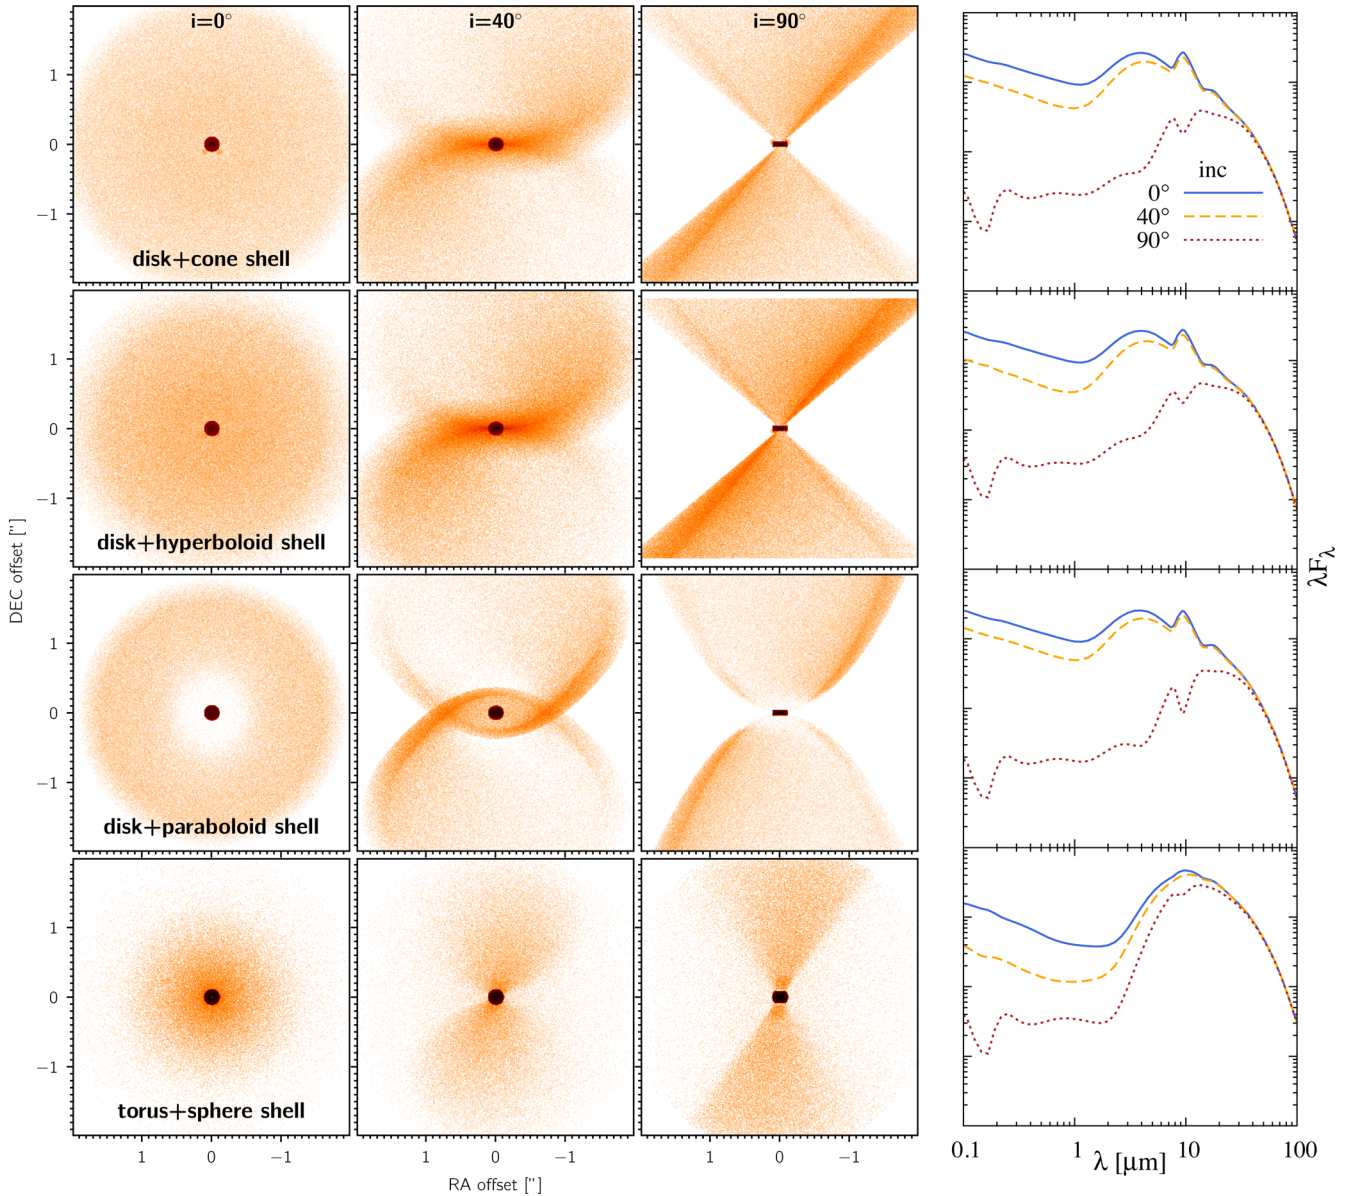 i=0°
i=40°
i=90°
1
0
−1
disk+cone shell
inc
0°
40°
90°
1
0
−1
disk+hyperboloid shell
DEC offset ["]
λFλ
1
0
−1
disk+paraboloid shell
1
0
−1
torus+sphere shell
1
0
−1
1
0
−1
1
0
−1
RA offset ["]
0.1
1
10
100
λ [μm]